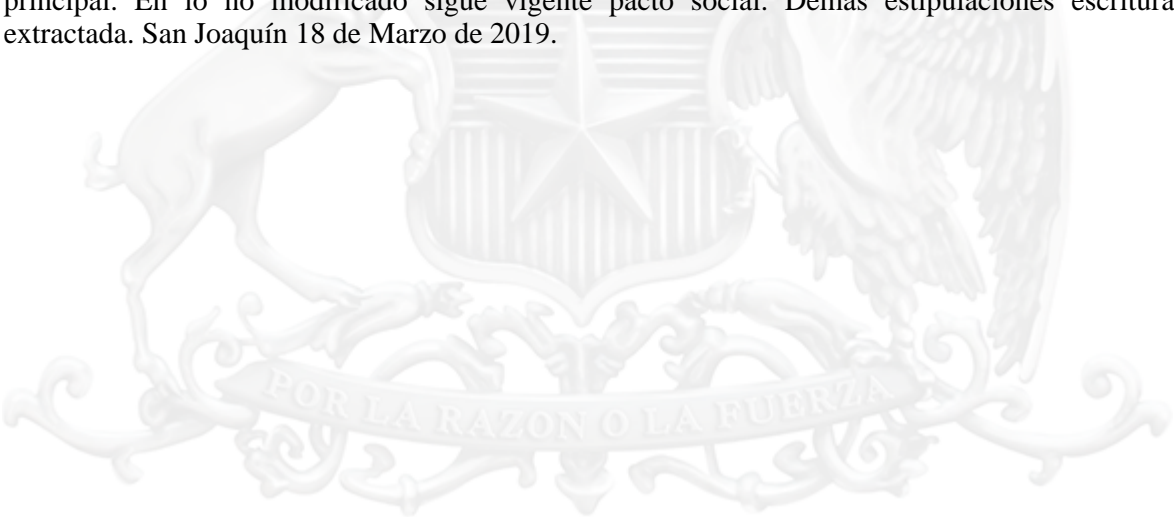 principal. En lo no modificado sigue vigente pacto social. Demás estipulaciones escritura
extractada. San Joaquín 18 de Marzo de 2019.
POR LA RAZON O LA FUERZA